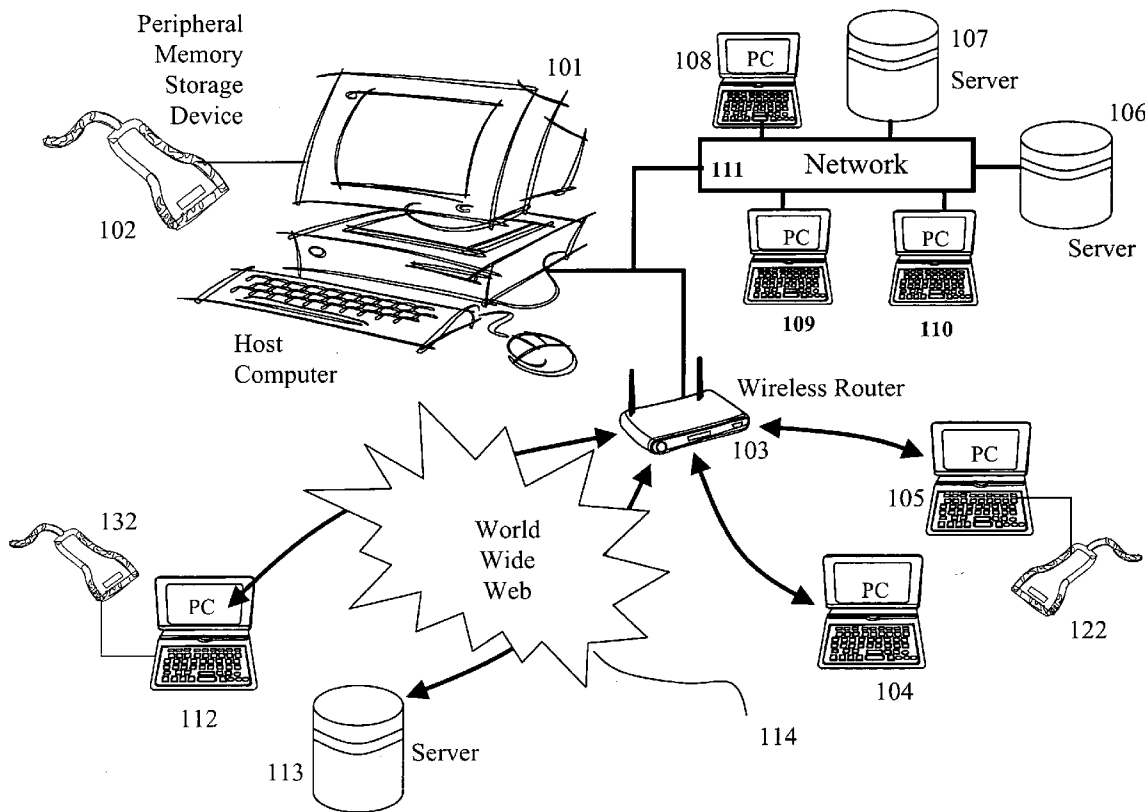 Peripheral
Memory
Storage
Device
101
102
Host
Computer
108
PC
107
Server
106
Server
111
Network
PC
109
PC
110
Wireless Router
103
PC
105
122
PC
104
World
Wide
Web
114
132
PC
112
113
Server